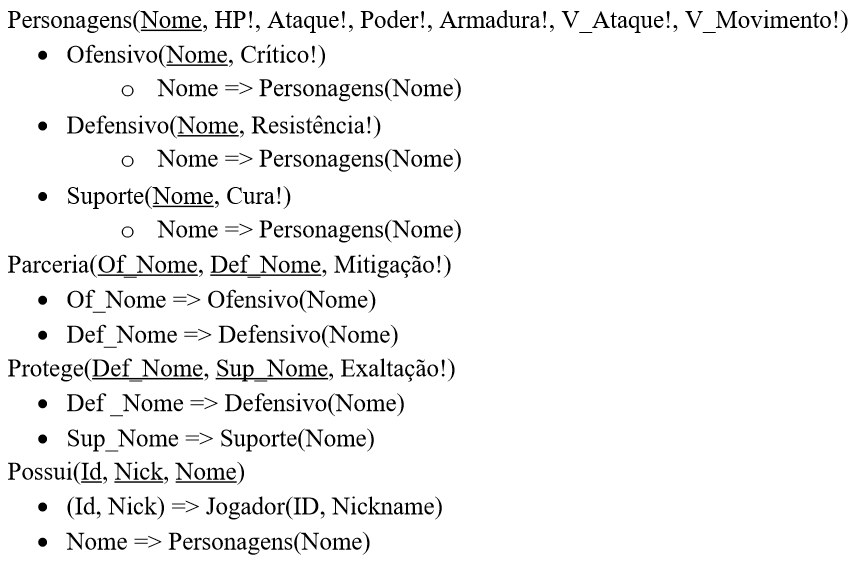 Personagens(Nome, HP!, Ataque!, Poder!, Armadura!, V_Ataque!, V_Movimento!)
• Ofensivo(Nome, Crítico!)
o Nome => Personagens(Nome)
• Defensivo(Nome, Resistência!)
o Nome => Personagens(Nome)
• Suporte(Nome, Cura!)
o Nome => Personagens(Nome)
Parceria(Of_Nome, Def_Nome, Mitigação!)
• Of_Nome => Ofensivo(Nome)
• Def_Nome => Defensivo(Nome)
Protege(Def_Nome, Sup_Nome, Exaltação!)
• Def _Nome => Defensivo(Nome)
• Sup_Nome => Suporte(Nome)
Possui(Id, Nick, Nome)
• (Id, Nick) => Jogador(ID, Nickname)
• Nome => Personagens(Nome)